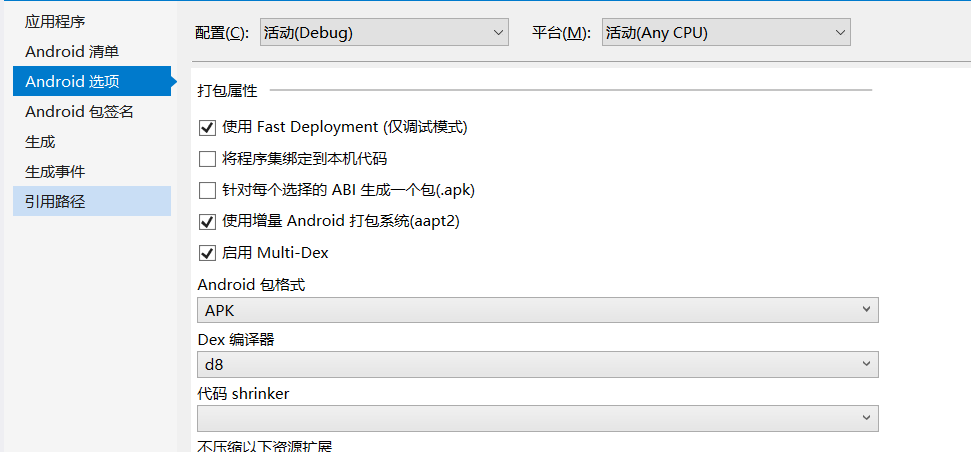 应用程序
Android 清单
Android 选项
Android 包签名
生成
生成事件
引用路径
配置(C): 活动(Debug) 平台(M): 活动(Any CPU)
打包属性
使用 Fast Deployment (仅调试模式)
将程序集绑定到本机代码
针对每个选择的 ABI 生成一个包(.apk)
使用增量 Android 打包系统(aapt2)
启用 Multi-Dex
Android 包格式
APK
Dex 编译器
d8
代码 shrinker
不压缩以下资源扩展